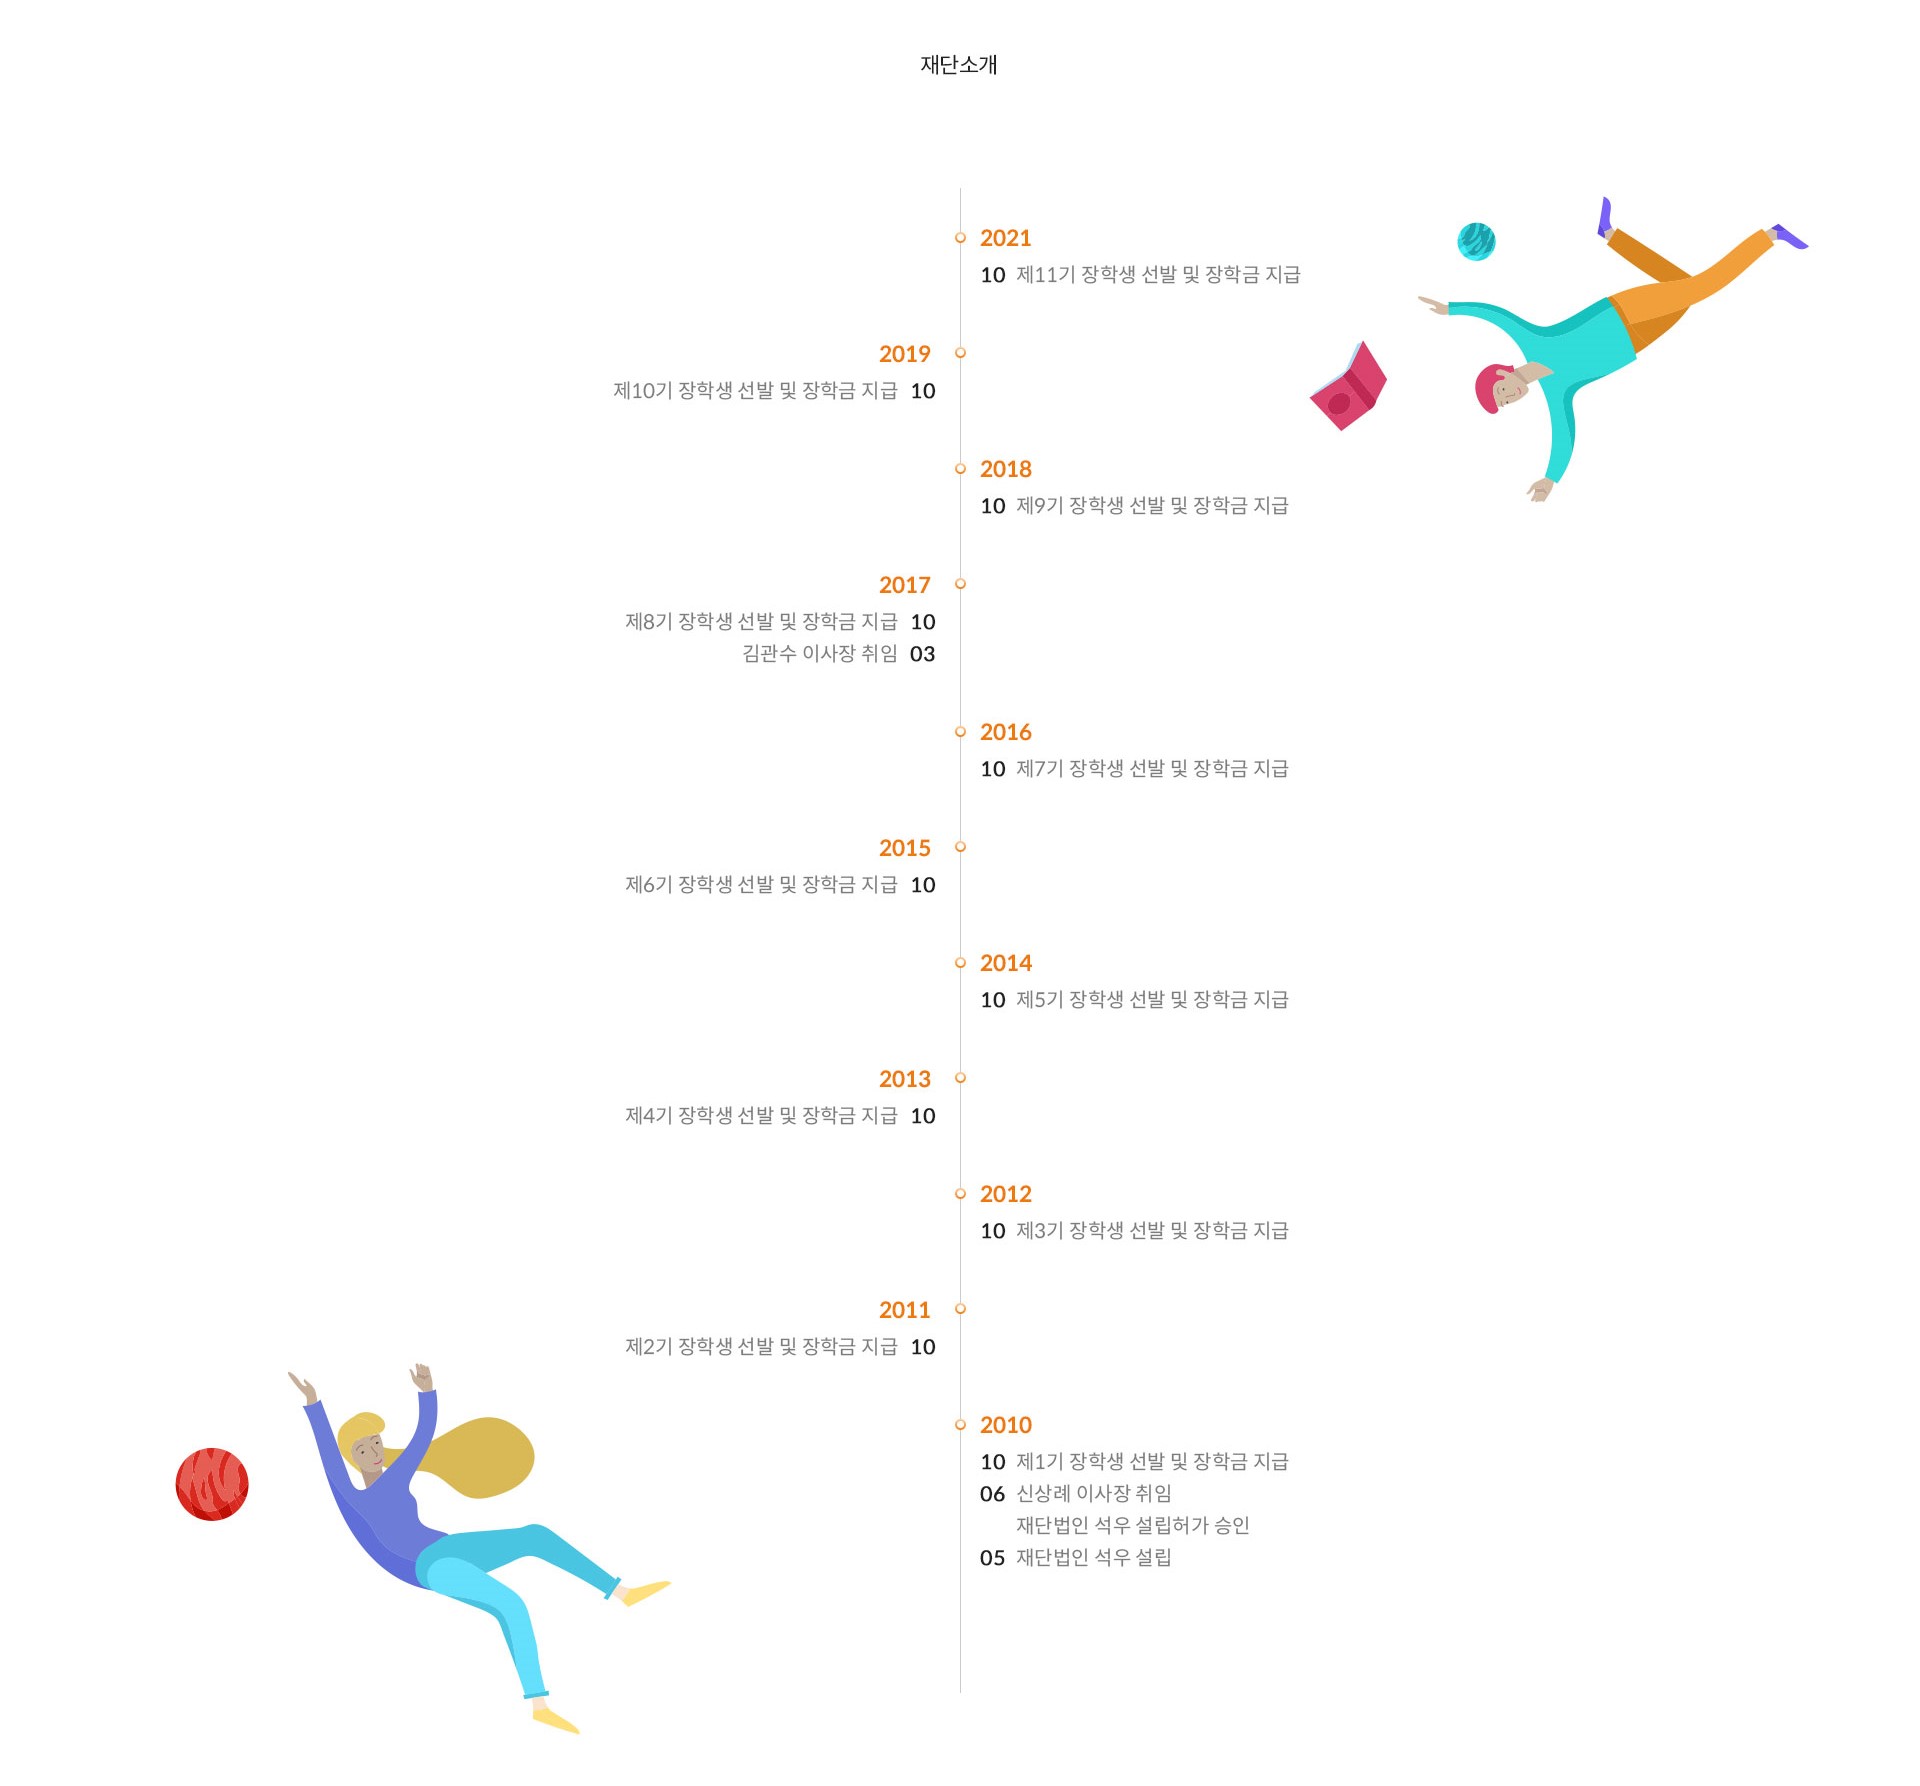 재단소개
2021
10 제11기 장학생 선발 및 장학금 지급
2019
제10기 장학생 선발 및 장학금 지급 10
2018
10 제9기 장학생 선발 및 장학금 지급
2017
제8기 장학생 선발 및 장학금 지급 10
김관수 이사장 취임 03
2016
10 제7기 장학생 선발 및 장학금 지급
2015
제6기 장학생 선발 및 장학금 지급 10
2014
10 제5기 장학생 선발 및 장학금 지급
2013
제4기 장학생 선발 및 장학금 지급 10
2012
10 제3기 장학생 선발 및 장학금 지급
2011
제2기 장학생 선발 및 장학금 지급 10
2010
10 제1기 장학생 선발 및 장학금 지급
06 신상례 이사장 취임
재단법인 석우 설립허가 승인
05 재단법인 석우 설립